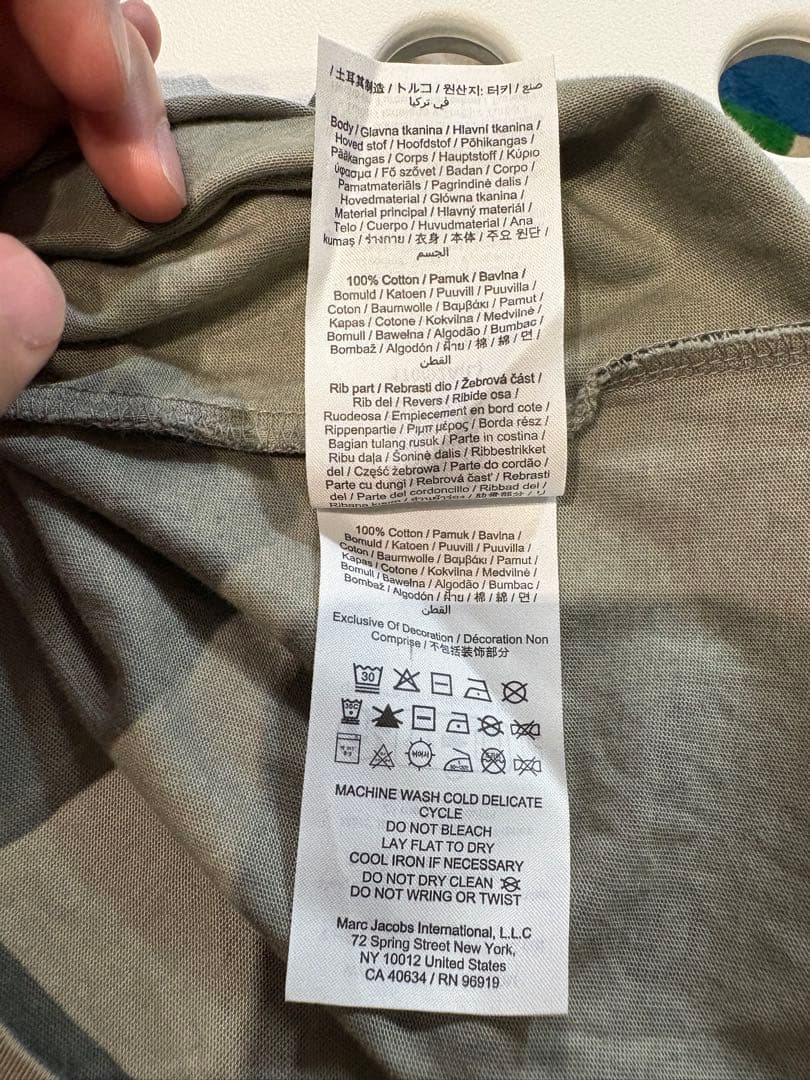 / 土耳其制造 / トルコ / 원산지: 터키 / صنع
في تركيا
Body / Glavna tkanina / Hlavní tkanina /
Hoved stof / Hoofdstof / Põhikangas /
Pääkangas / Corps / Hauptstoff / Κύριο
ύφασμα / Fő szővet / Badan / Corpo /
Pamatmateriāls / Pagrindinė dalis /
Hovedmaterial / Główna tkanina /
Material principal / Hlavný materiál /
Telo / Cuerpo / Huvudmaterial / Ana
kumaş / ร่างกาย / 衣身 / 本体 / 주요 원단 /
الجسم
100% Cotton / Pamuk / Bavlna /
Bomuld / Katoen / Puuvill / Puuvilla /
Coton / Baumwolle / Βαμβάκι / Pamut /
Kapas / Cotone / Kokvilna / Medvilnė /
Bomull / Bawełna / Algodão / Bumbac /
Bombaž / Algodón / ฝ้าย / 棉 / 綿 / 면 /
القطن
Rib part / Rebrasti dio / Žebrová část /
Rib del / Revers / Ribide osa /
Ruodeosa / Empiecement en bord cote /
Rippenpartie / Ριμπ μέρος / Borda rész /
Bagian tulang rusuk / Parte in costina /
Ribu daļa / Šoninė dalis / Ribbestrikket
del / Część żebrowa / Parte do cordão /
Parte cu dungi / Rebrová časť / Rebrasti
del / Parte del cordoncillo / Ribbad del /
100% Cotton / Pamuk / Bavlna /
Bomuld / Katoen / Puuvill / Puuvilla /
Coton / Baumwolle / Βαμβάκι / Pamut /
Kapas / Cotone / Kokvilna / Medvilnė /
Bomull / Bawełna / Algodão / Bumbac /
Bombaž / Algodón / ฝ้าย / 棉 / 綿 / 면 /
القطن
Exclusive Of Decoration / Décoration Non
Comprise / 不包括装饰部分
30
30C
MACHINE WASH COLD DELICATE
CYCLE
DO NOT BLEACH
LAY FLAT TO DRY
COOL IRON IF NECESSARY
DO NOT DRY CLEAN
DO NOT WRING OR TWIST
Marc Jacobs International, L.L.C
72 Spring Street New York,
NY 10012 United States
CA 40634 / RN 96919